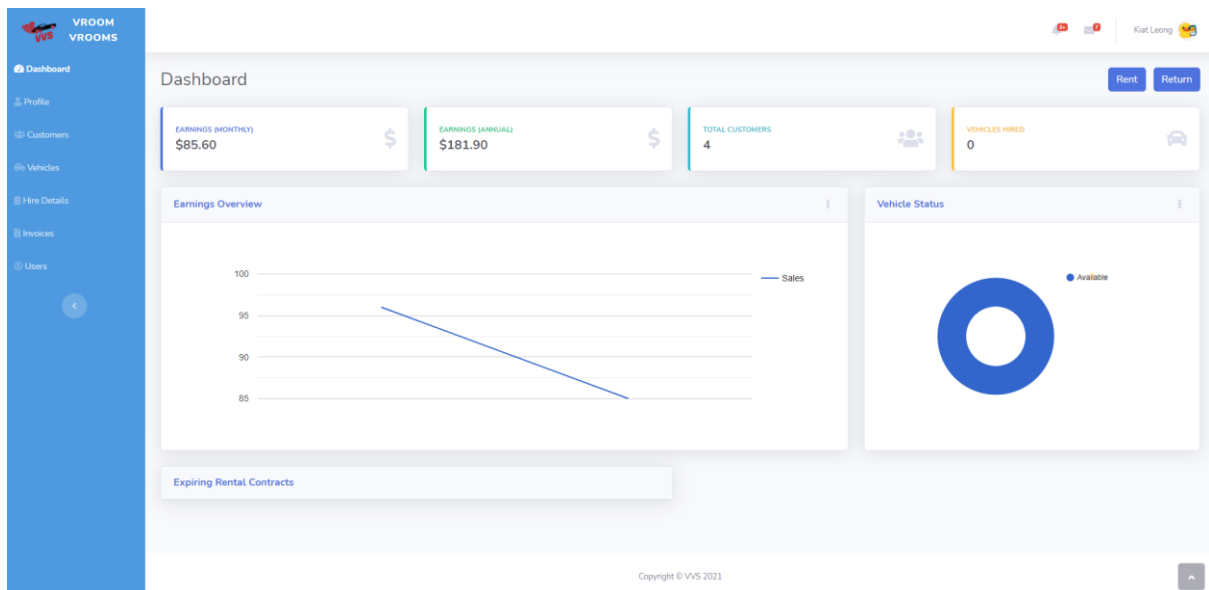 VROOM
VROOMS
VVS
3+
7
Kiat Leong
Dashboard
Profile
Customers
Vehicles
Hire Details
Invoices
Users
Dashboard
Rent
Return
EARNINGS (MONTHLY)
$85.60
EARNINGS (ANNUAL)
$181.90
TOTAL CUSTOMERS
4
VEHICLES HIRED
0
Earnings Overview
100
95
90
85
Sales
Vehicle Status
Available
Expiring Rental Contracts
Copyright © VVS 2021